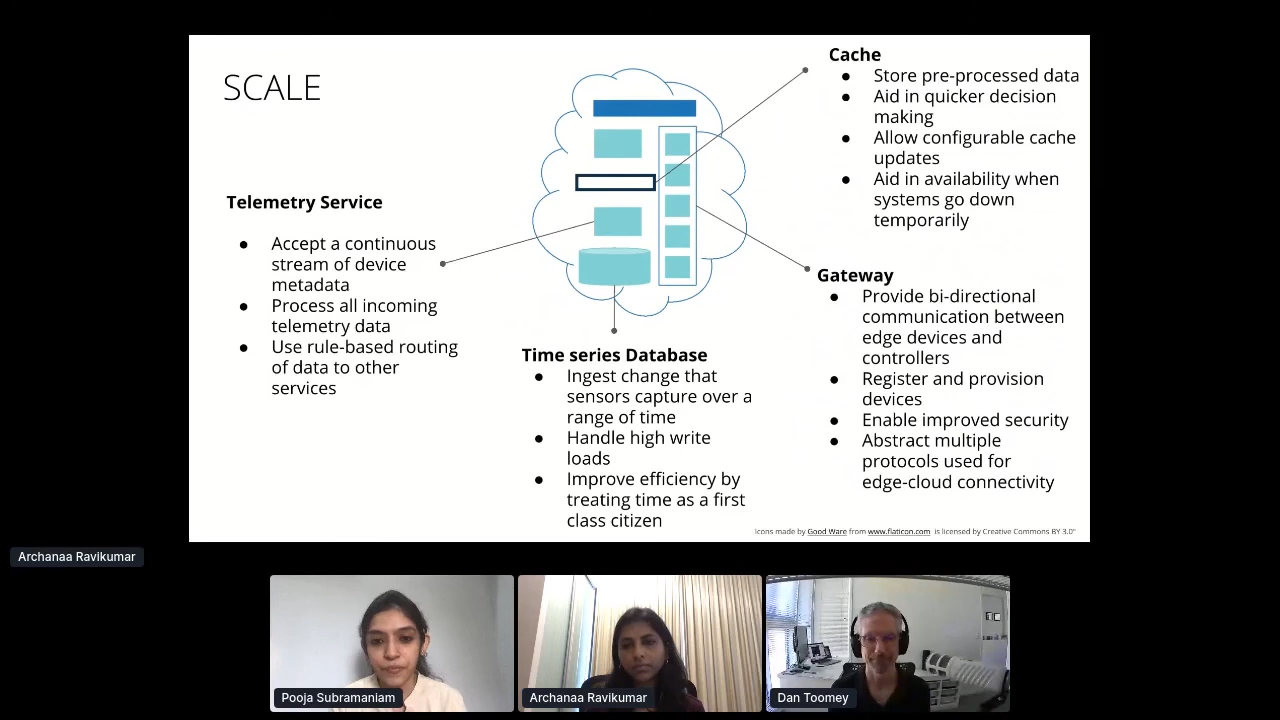 SCALE
Telemetry Service
● Accept a continuous
stream of device
metadata
● Process all incoming
telemetry data
● Use rule-based routing
of data to other
services
Time series Database
● Ingest change that
sensors capture over a
range of time
● Handle high write
loads
● Improve efficiency by
treating time as a first
class citizen
Cache
● Store pre-processed data
● Aid in quicker decision
making
● Allow configurable cache
updates
● Aid in availability when
systems go down
temporarily
Gateway
● Provide bi-directional
communication between
edge devices and
controllers
● Register and provision
devices
● Enable improved security
● Abstract multiple
protocols used for
edge-cloud connectivity
Icons made by Good Ware from www.flaticon.com is licensed by Creative Commons BY 3.0"
Archanaa Ravikumar
Pooja Subramaniam
Archanaa Ravikumar
Dan Toomey